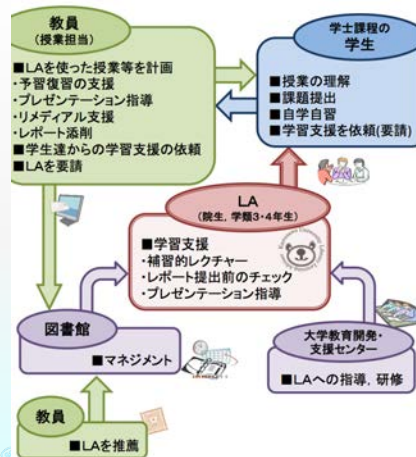 教員
(授業担当)
■LAを使った授業等を計画
・予習復習の支援
・プレゼンテーション指導
・リメディアル支援
・レポート添削
■学生達からの学習支援の依頼
■LAを要請
学士課程の
学生
■授業の理解
■課題提出
■自学自習
■学習支援を依頼(要請)
LA
(院生, 学類3・4年生)
■学習支援
・補習的レクチャー
・レポート提出前のチェック
・プレゼンテーション指導
図書館
■マネジメント
大学教育開発・
支援センター
■LAへの指導, 研修
教員
■LAを推薦